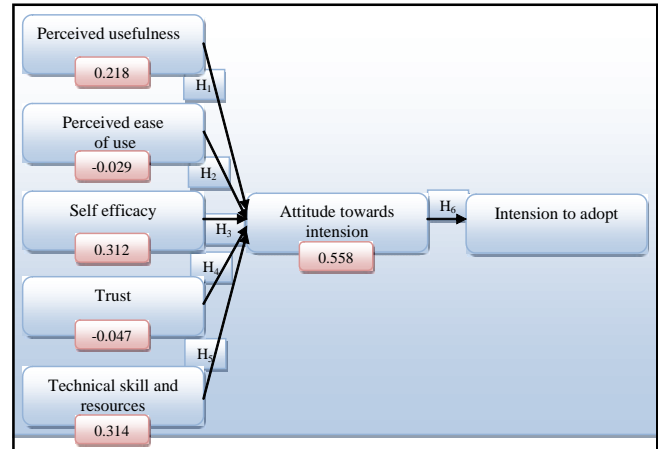 Perceived usefulness
0.218
H1
Perceived ease
of use
-0.029
H2
Self efficacy
0.312
H3
Attitude towards
intension
0.558
H6
Intension to adopt
H4
Trust
-0.047
H5
Technical skill and
resources
0.314